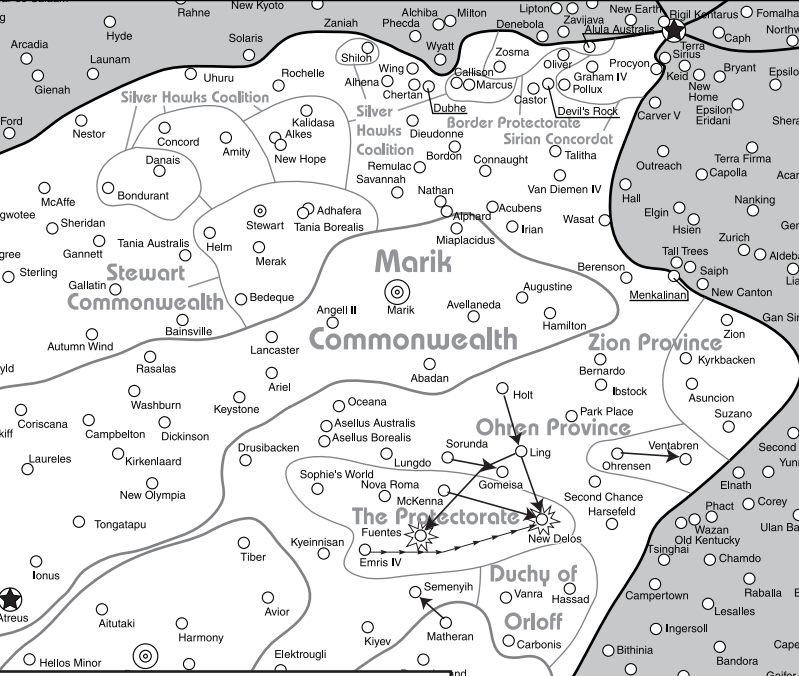 Rahne
New Kyoto
Zaniah
Alchiba
Milton
Phecda
Lipton
Zavijava
Denebola
New Earth
Rigil Kentarus
Fomalha
Alula Australis
Caph
Northw
Hyde
Arcadia
Launam
Gienah
Solaris
Wyatt
Zosma
Terra
Sirius
Shiloh
Uhuru
Rochelle
Wing
Alhena
Chertan
Callison
Marcus
Oliver
Graham IV
Pollux
Procyon
Keid
New
Home
Bryant
Epsilo
Silver Hawks Coalition
Dubhe
Castor
Devil's Rock
Carver V
Epsilon
Eridani
Shera
Ford
Nestor
Kalidasa
Silver
Hawks
Coalition
Border Protectorate
Sirian Concordat
Concord
Amity
Alkes
New Hope
Dieudonne
Bordon
Danais
Remulac
Connaught
Talitha
Outreach
Terra Firma
Capolla
Acar
McAffe
Bondurant
Savannah
Nathan
Van Diemen IV
Hall
Nanking
gwotee
Sheridan
Stewart
Adhafera
Tania Borealis
Alphard
Acubens
Irian
Wasat
Elgin
Hsien
Zurich
gree
Gannett
Tania Australis
Helm
Merak
Miaplacidus
Tall Trees
Aldeba
Sterling
Stewart
Commonwealth
Gallatin
Bedeque
Marik
Marik
Berenson
Saiph
Lia
Menkalinan
New Canton
Augustine
Angell II
Avellaneda
Hamilton
Gan Sin
Bainsville
Autumn Wind
Commonwealth
Zion Province
Zion
Lancaster
Rasalas
yld
Abadan
Bernardo
Kyrkbacken
Ariel
Washburn
Keystone
Holt
Ibstock
Asuncion
Oceana
Park Place
Suzano
Coriscana
kiff
Campbelton
Dickinson
Asellus Australis
Asellus Borealis
Ohren Province
Drusibacken
Sorunda
Ling
Ventabren
Second
Laureles
Kirkenlaard
Lungdo
Gomeisa
Ohrensen
Yun
New Olympia
Sophie's World
Nova Roma
McKenna
Second Chance
Elnath
Corey
Tongatapu
The Protectorate
Harsefeld
Phact
Wazan
Old Kentucky
Ulan Ba
Fuentes
New Delos
Tiber
Kyeinnisan
Emris IV
Tsinghai
Chamdo
Ionus
Duchy of
Orloff
Semenyih
Vanra
Hassad
Campertown
Raballa
E
Atreus
Aitutaki
Avior
Lesalles
Harmony
Kiyev
Matheran
Carbonis
Ingersoll
Bithinia
Cape
Hellos Minor
Elektrougli
Bandora